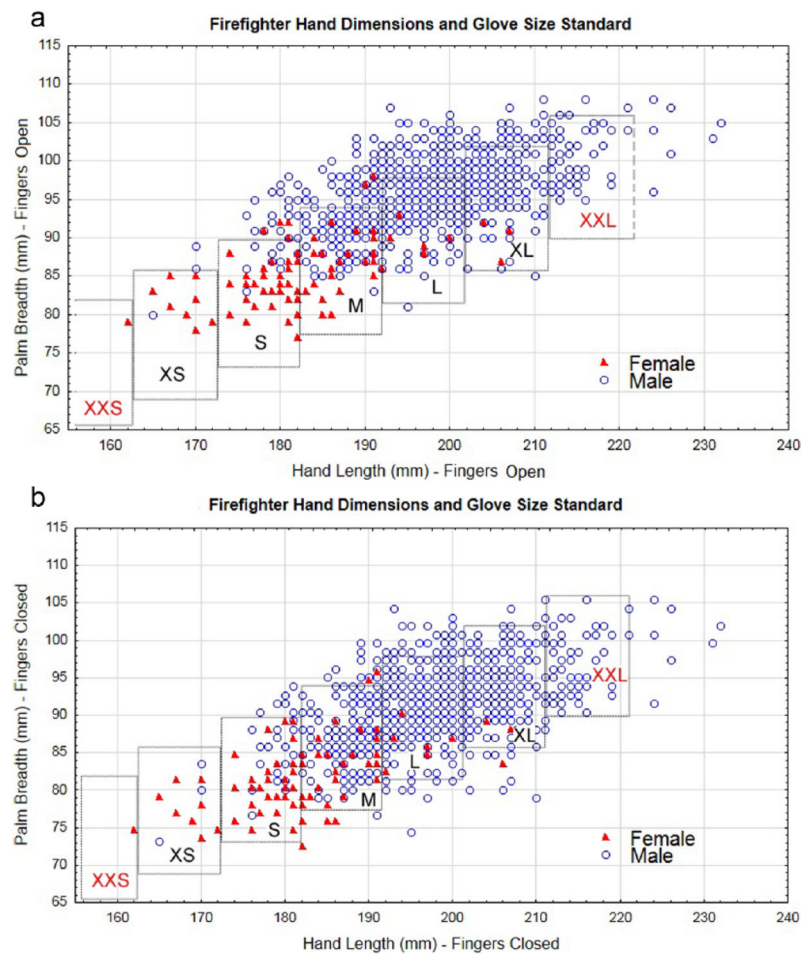 a
Firefighter Hand Dimensions and Glove Size Standard
115
110
105
100
95
90
85
80
75
70
65
Palm Breadth (mm) - Fingers Open
XXS
XS
S
M
L
XL
XXL
Female
Male
160 170 180 190 200 210 220 230 240
Hand Length (mm) - Fingers Open
b
Firefighter Hand Dimensions and Glove Size Standard
115
110
105
100
95
90
85
80
75
70
65
Palm Breadth (mm) - Fingers Closed
XXS
XS
S
M
L
XL
XXL
Female
Male
160 170 180 190 200 210 220 230 240
Hand Length (mm) - Fingers Closed